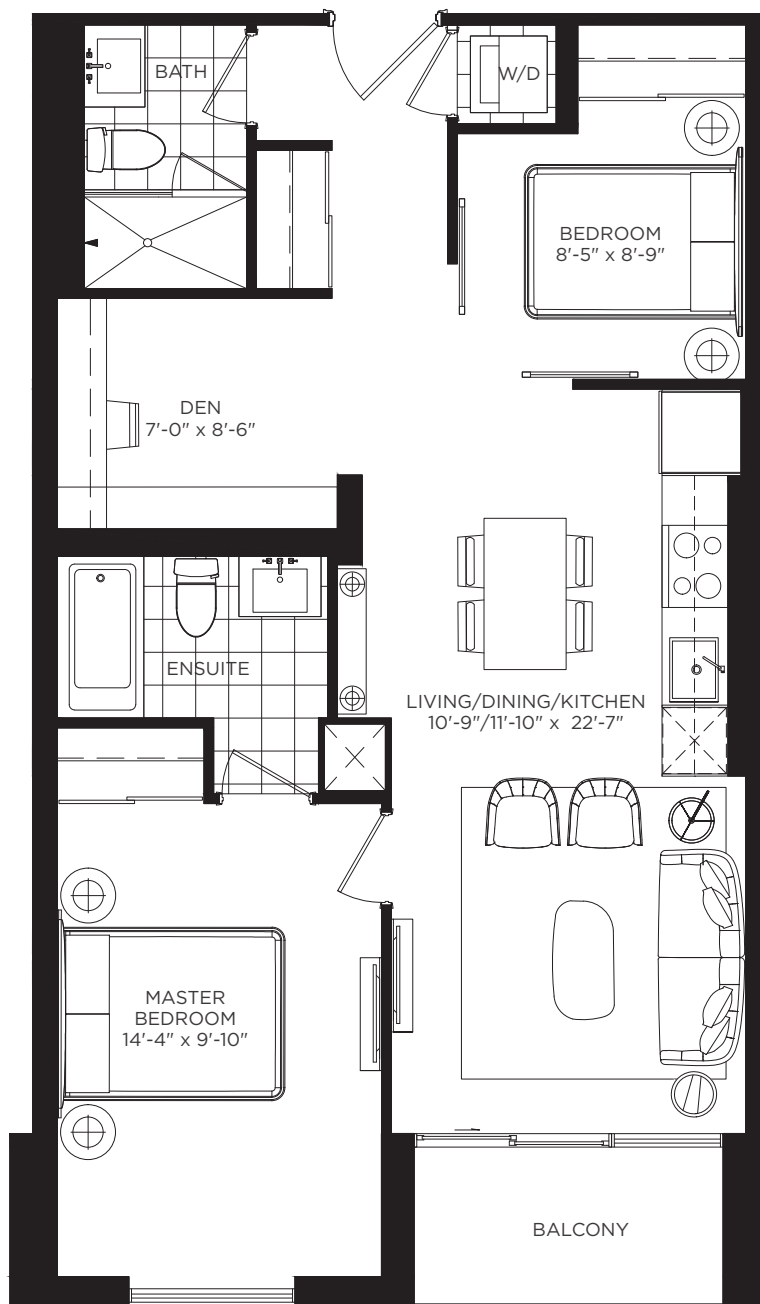 BATH
W/D
BEDROOM
8'-5" x 8'-9"
DEN
7'-0" x 8'-6"
ENSUITE
LIVING/DINING/KITCHEN
10'-9"/11'-10" x 22'-7"
MASTER
BEDROOM
14'-4" x 9'-10"
BALCONY